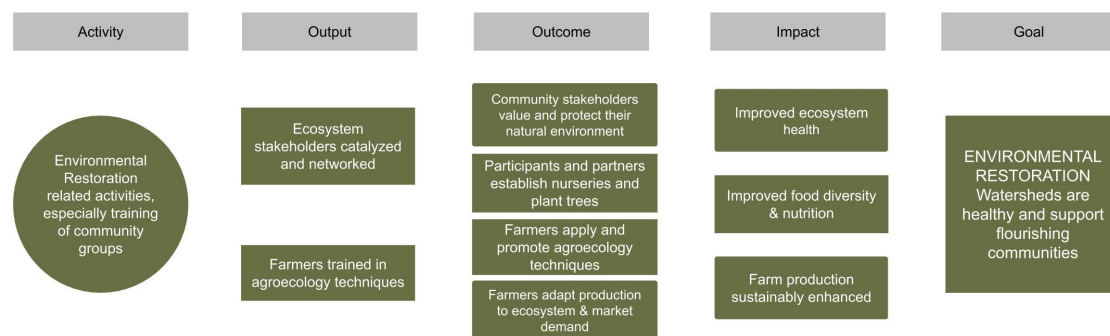 Activity
Output
Outcome
Impact
Goal
Environmental
Restoration
related activities,
especially training
of community
groups
Ecosystem
stakeholders catalyzed
and networked
Farmers trained in
agroecology techniques
Community stakeholders
value and protect their
natural environment
Participants and partners
establish nurseries and
plant trees
Farmers apply and
promote agroecology
techniques
Farmers adapt production
to ecosystem & market
demand
Improved ecosystem
health
Improved food diversity
& nutrition
Farm production
sustainably enhanced
ENVIRONMENTAL
RESTORATION
Watersheds are
healthy and support
flourishing
communities